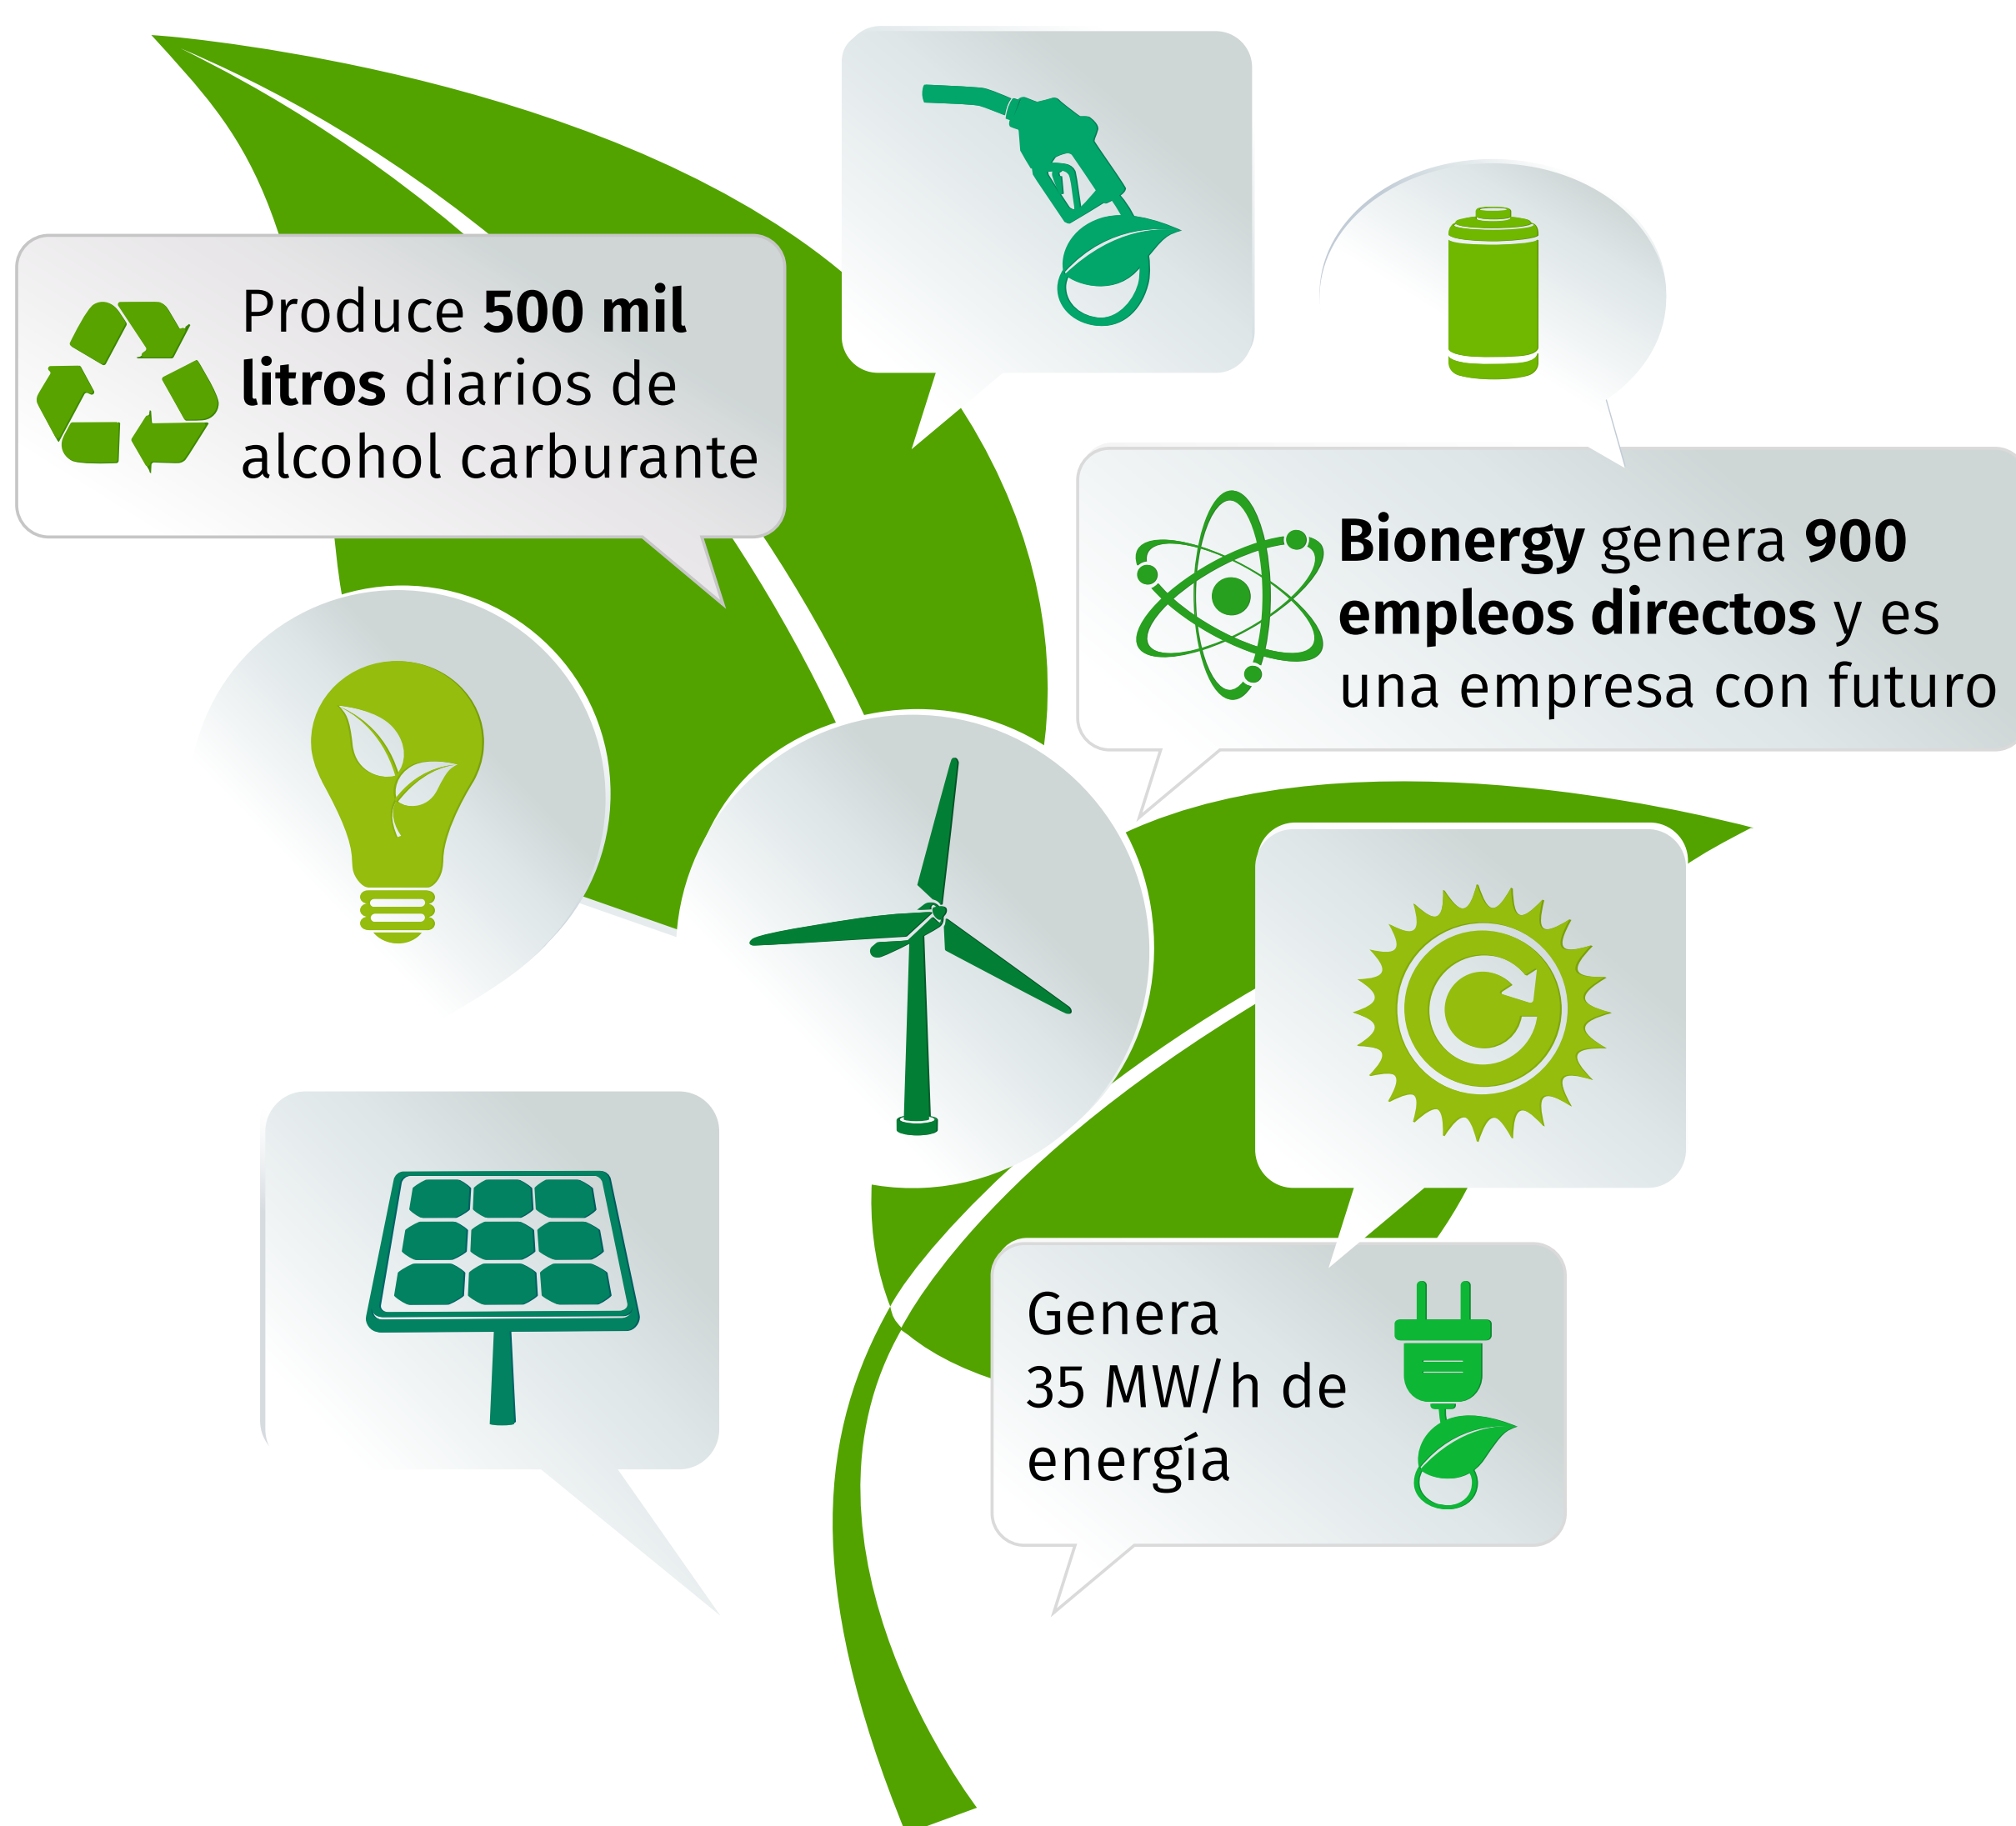 Produce 500 mil
litros diarios de
alcohol carburante
Bionergy genera 900
empleos directos y es
una empresa con futuro
Genera
35 MW/h de
energía